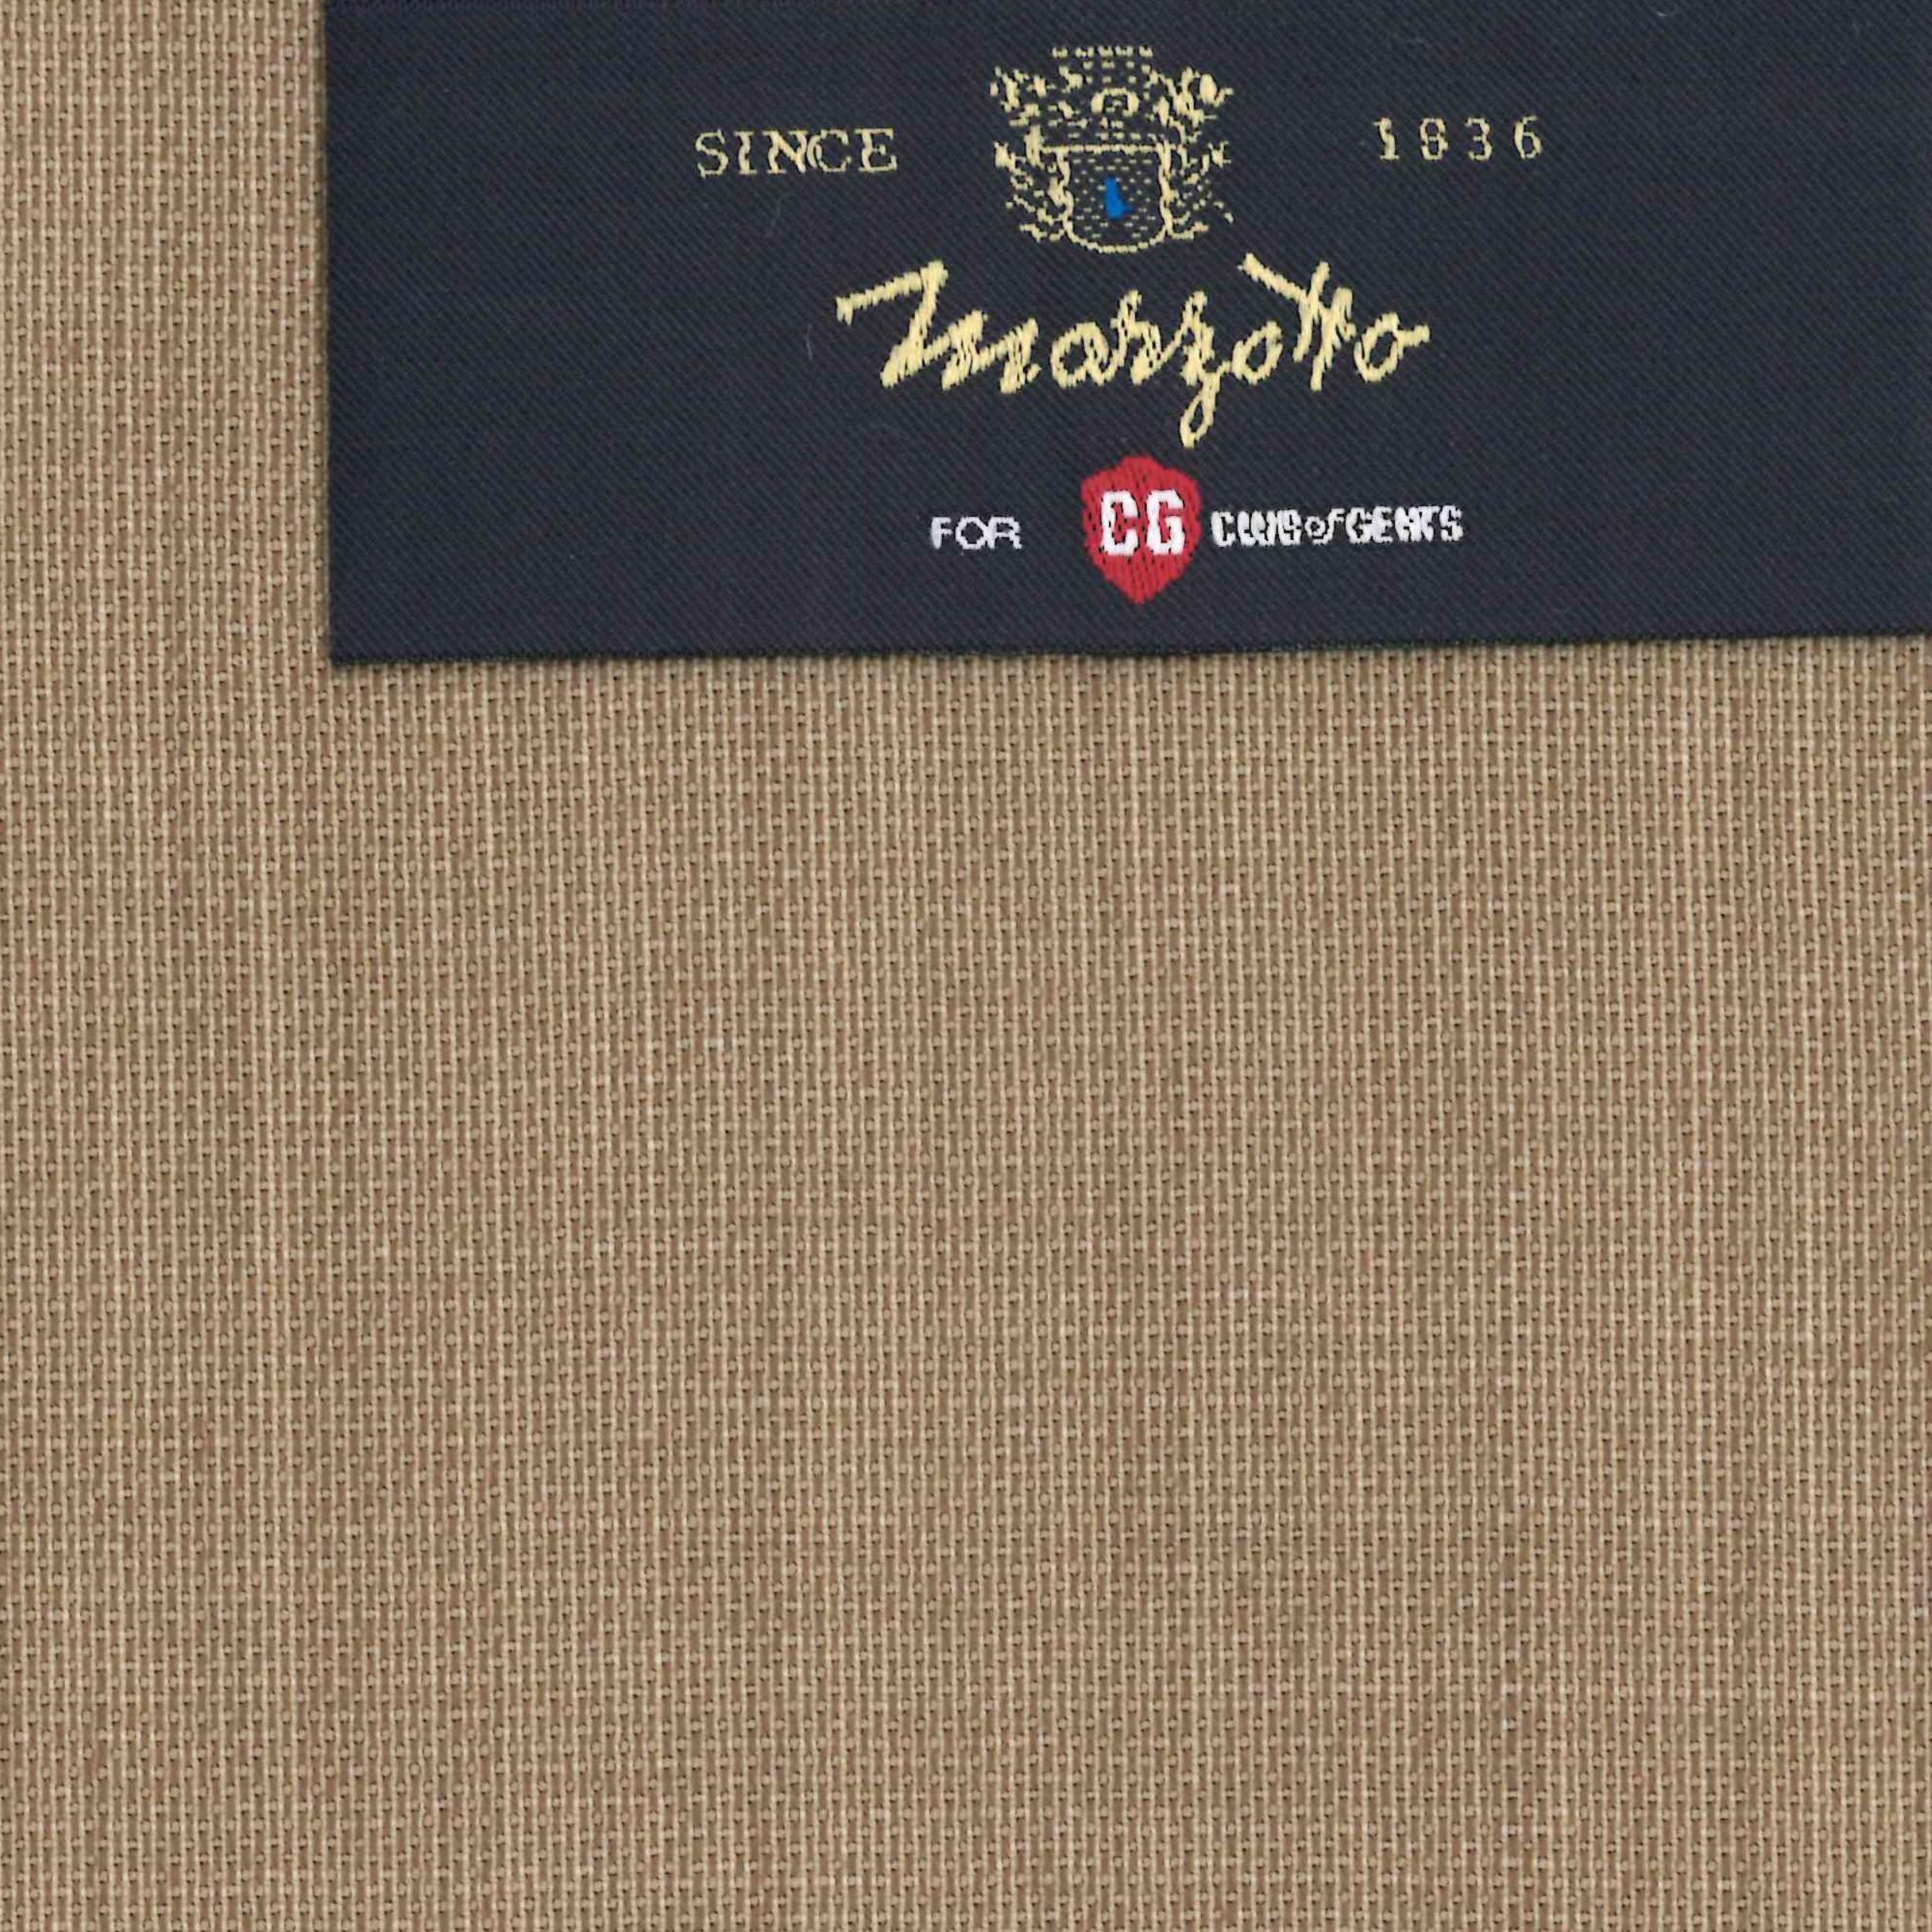 SINCE 1836
Marzotto
FOR CG CLUB of GENTS